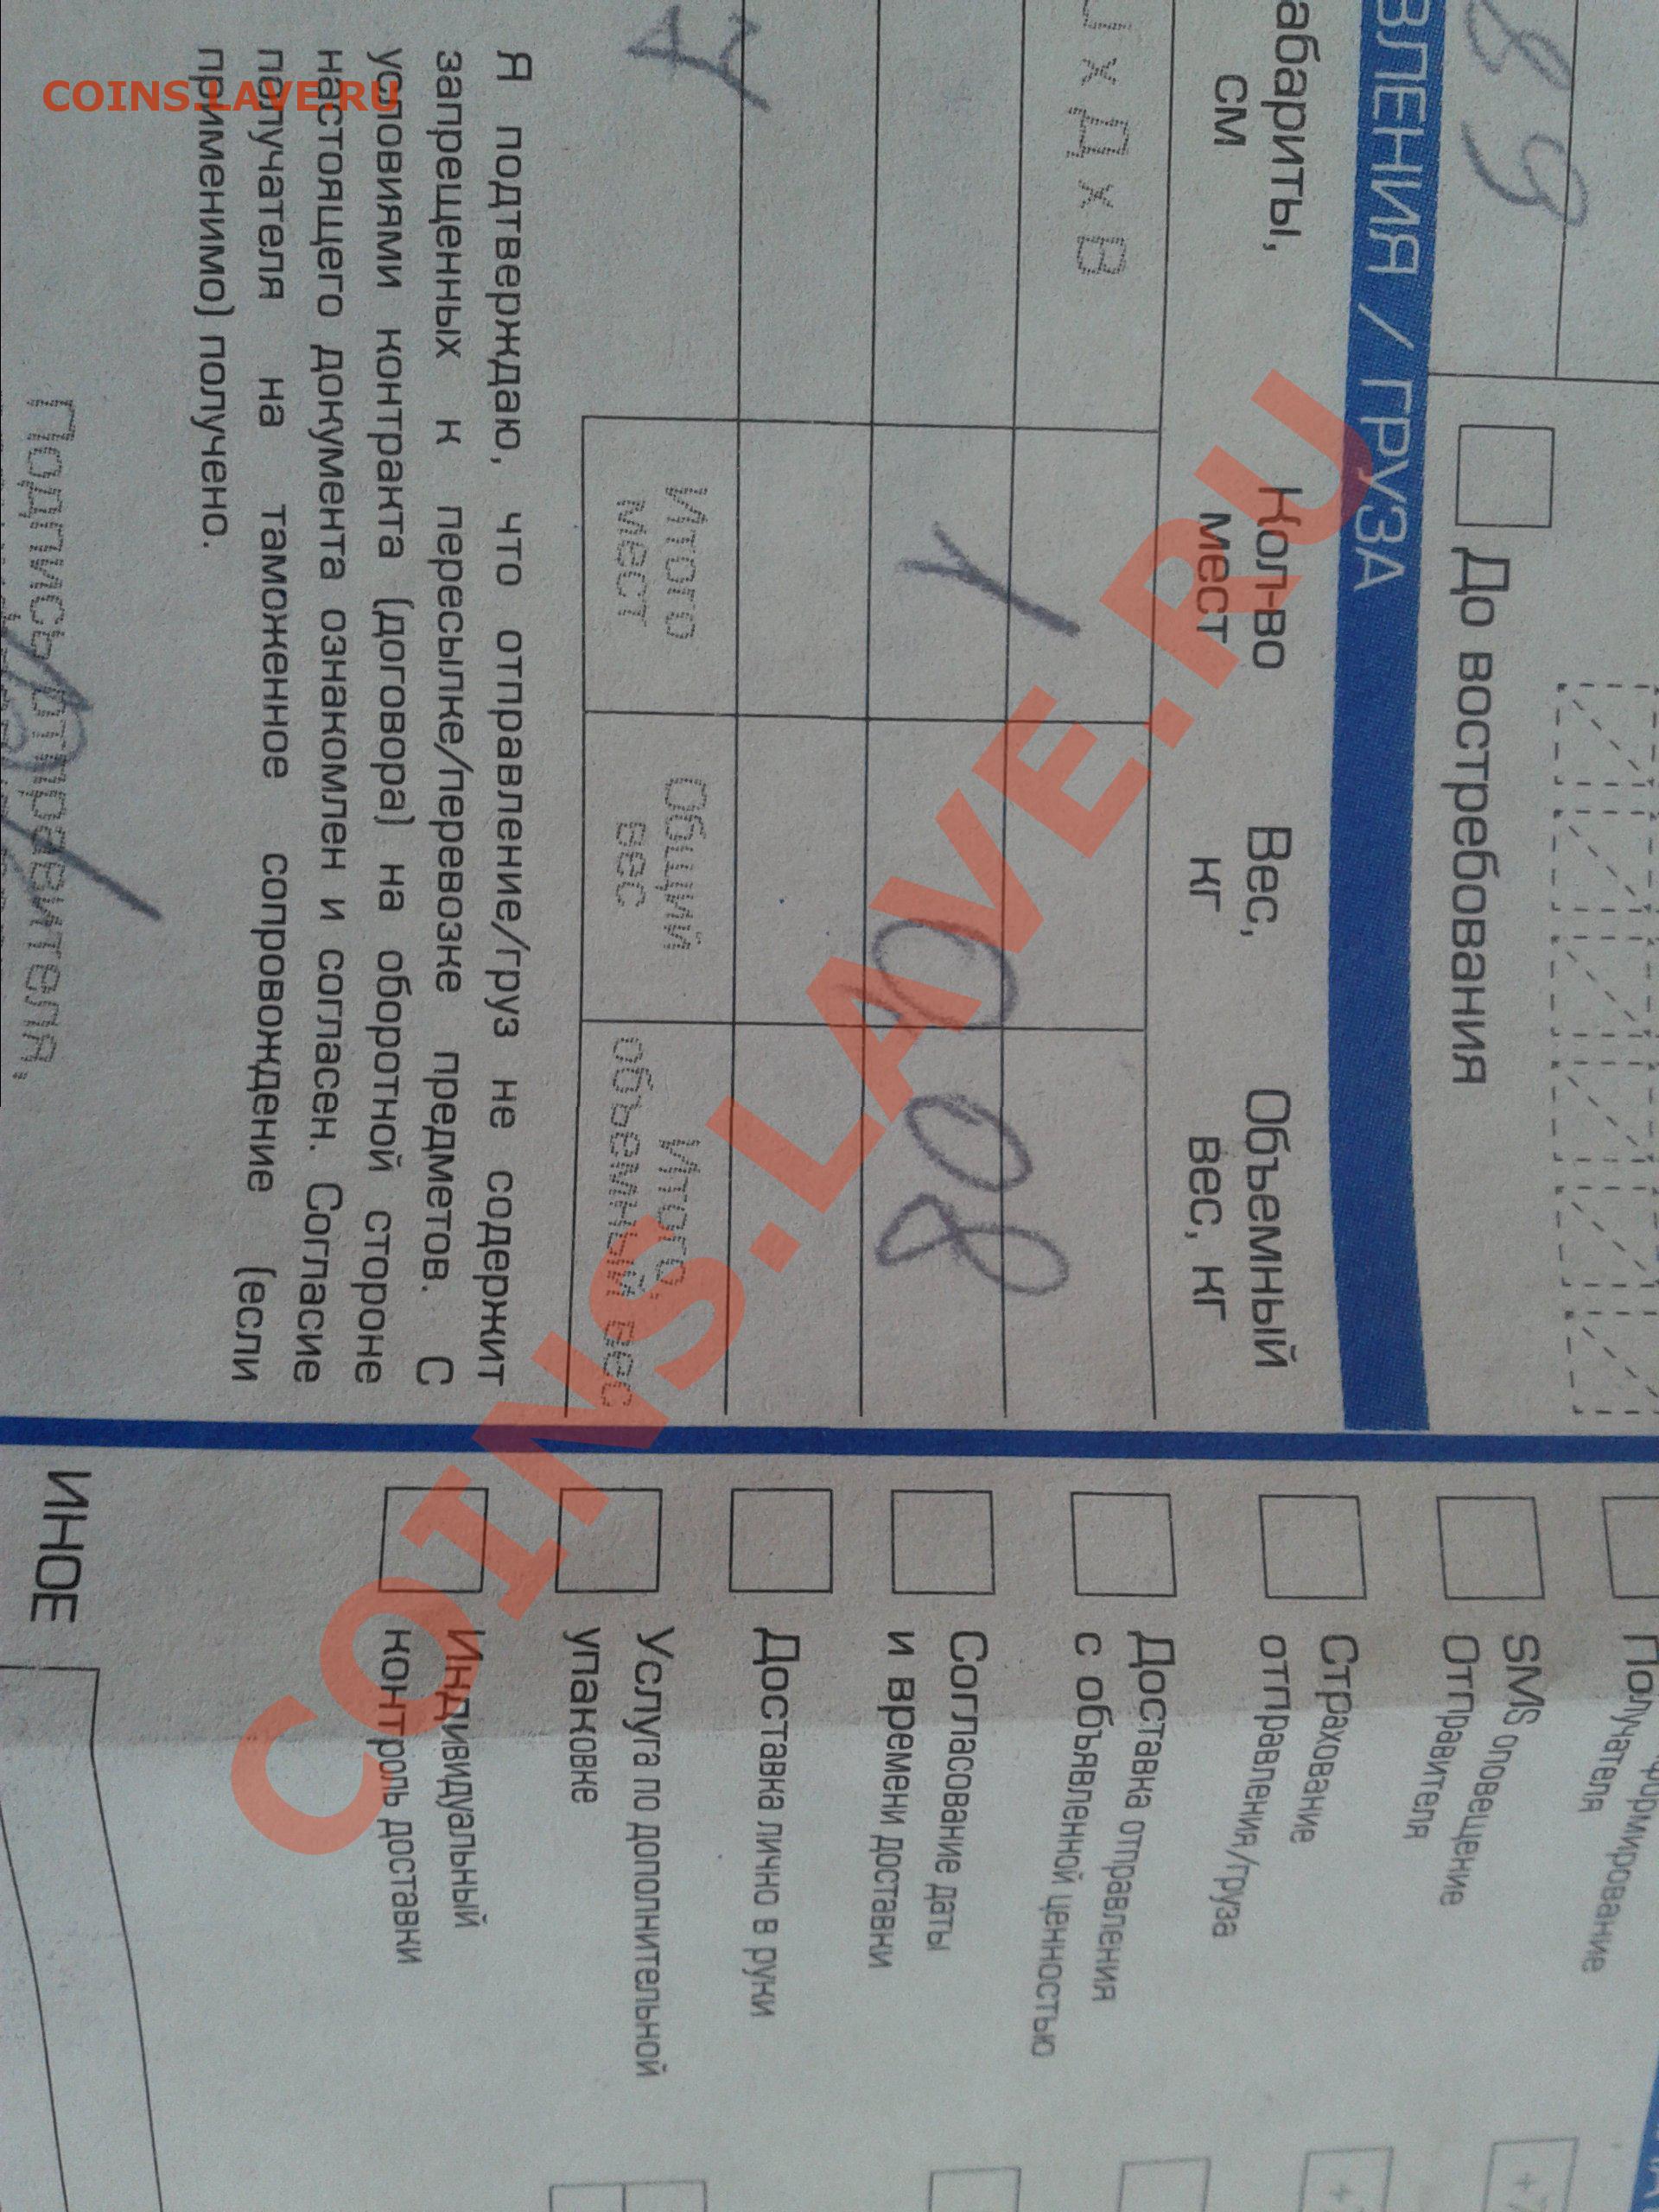 89
До востребования
ВЛЕНИЯ / ГРУЗА
абариты,
см
Кол-во
мест
Вес,
кг
Объемный
вес, кг
х Д х В
1
0,08
Итого
мест
Общий
вес
Итого,
объемный вес
Я подтверждаю, что отправление/груз не содержит
запрещенных к пересылке/перевозке предметов. С
условиями контракта (договора) на оборотной стороне
настоящего документа ознакомлен и согласен. Согласие
получателя на таможенное сопровождение (если
применимо) получено.
Подпись отправителя,
формирование
Получателя
SMS оповещение
Отправителя
Страхование
отправления/груза
Доставка отправления
с объявленной ценностью
Согласование даты
и времени доставки
Доставка лично в руки
Услуга по дополнительной
упаковке
Индивидуальный
контроль доставки
ИНОЕ
COINS.LAVE.RU
COINS.LAVE.RU